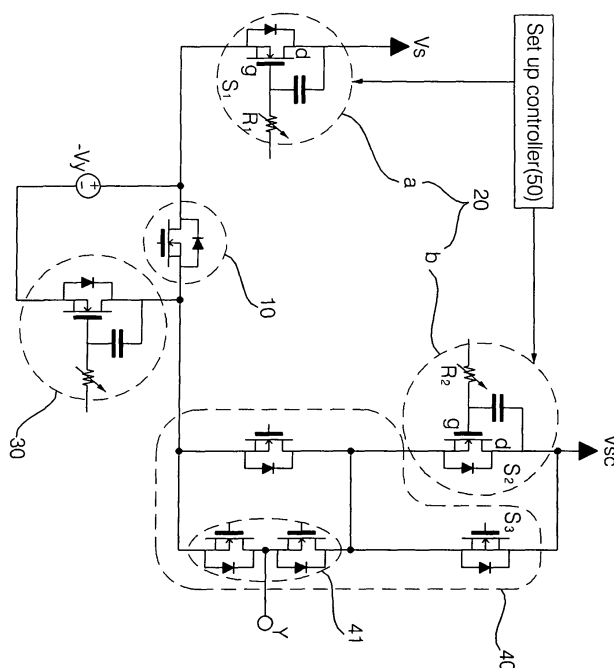 Set up controller(50)
Vs
d
g
S₁
R₁
a
20
b
-Vy
+
-
10
30
R₂
g
d
S₂
Vsc
S₃
Y
41
40